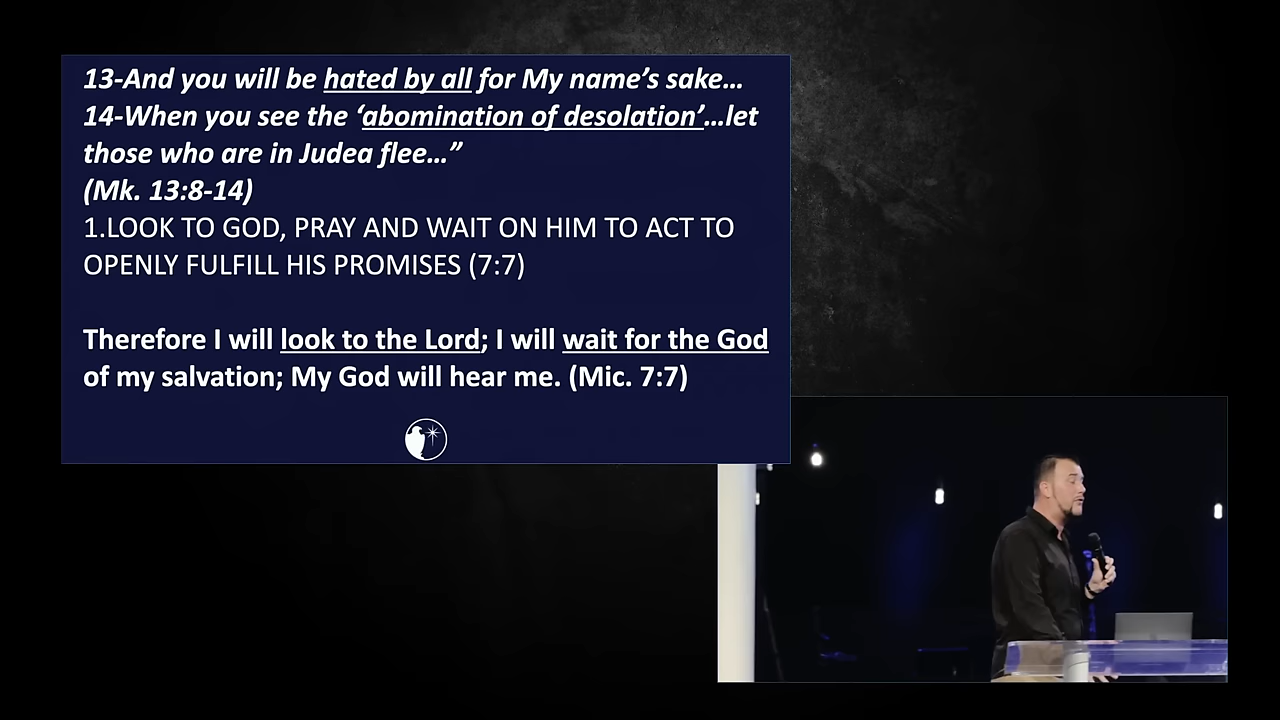 13-And you will be hated by all for My name’s sake…
14-When you see the ‘abomination of desolation’…let
those who are in Judea flee…”
(Mk. 13:8-14)
1.LOOK TO GOD, PRAY AND WAIT ON HIM TO ACT TO
OPENLY FULFILL HIS PROMISES (7:7)
Therefore I will look to the Lord; I will wait for the God
of my salvation; My God will hear me. (Mic. 7:7)